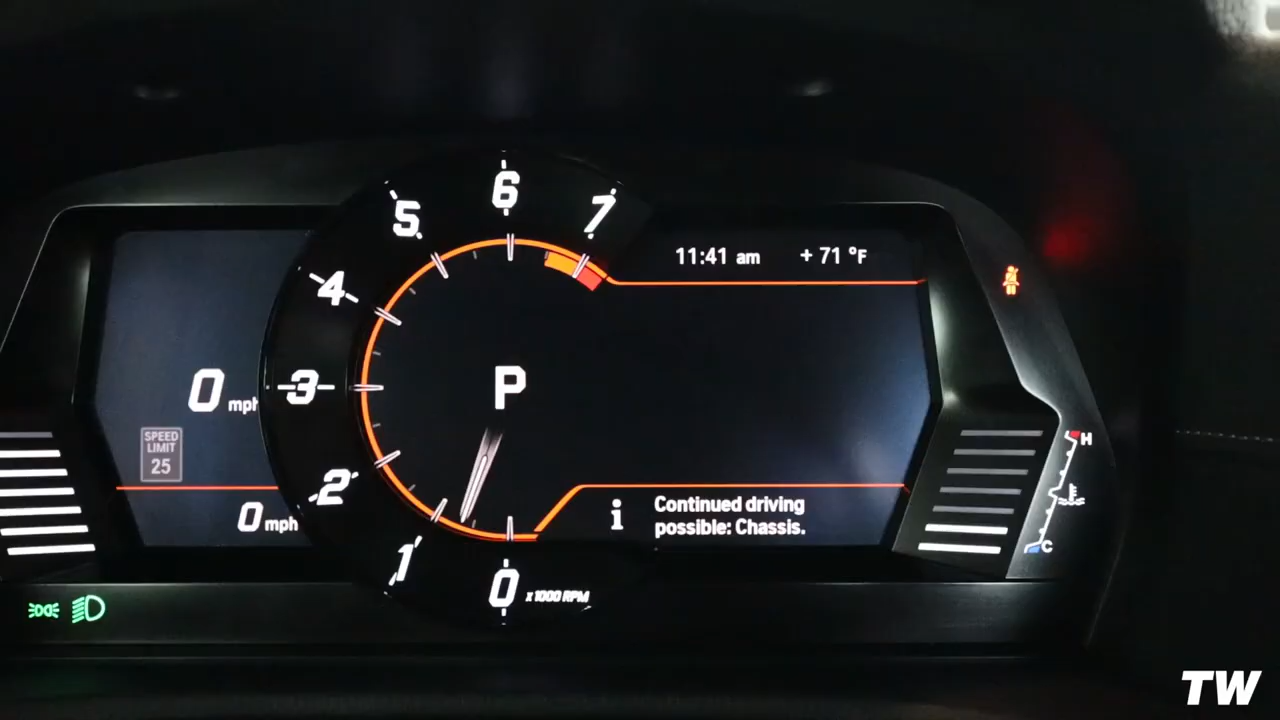 6
5
7
11:41 am
+ 71 °F
4
P
3
0 mph
SPEED
LIMIT
25
H
2
0 mph
Continued driving
possible: Chassis.
C
1
0
x1000 RPM
TW